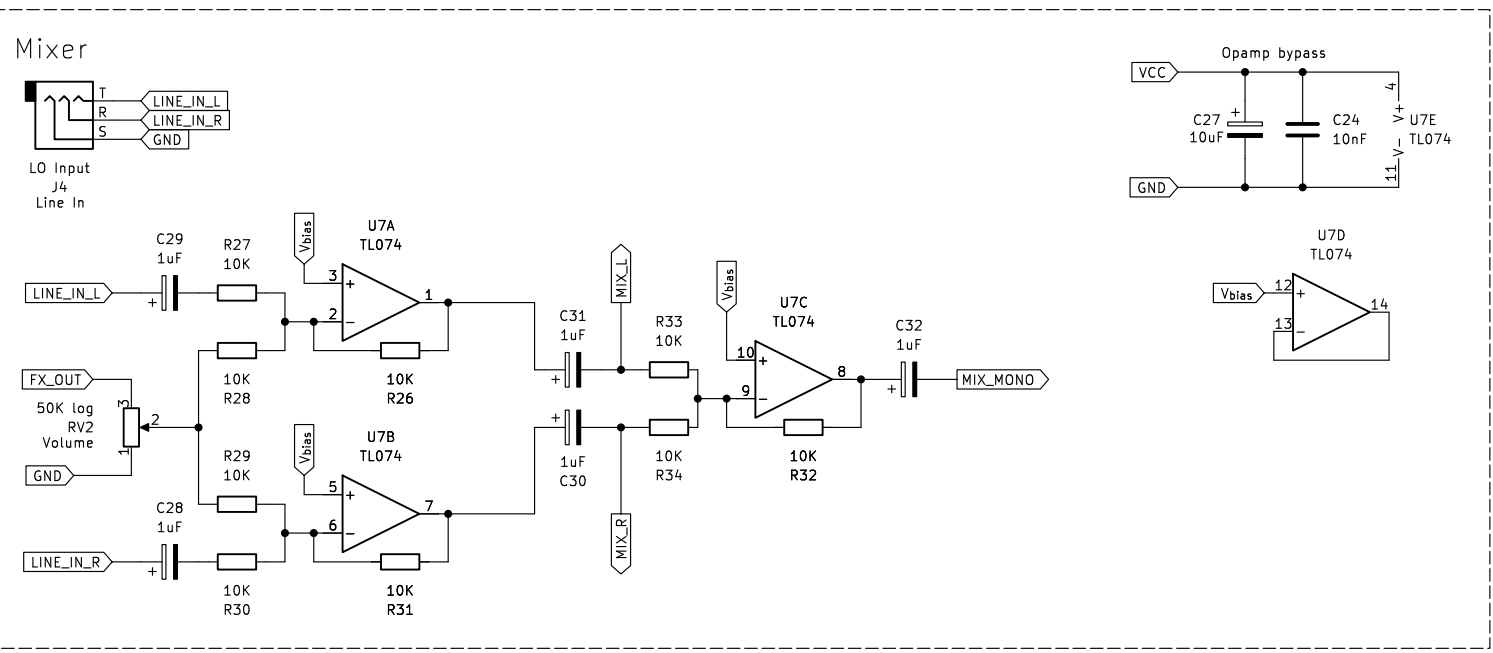 Mixer
T
LINE_IN_L
R
LINE_IN_R
S
GND
LO Input
J4
Line In
Opamp bypass
VCC
4
V+
C27
10uF
+
C24
10nF
U7E
TL074
V-
11
GND
U7A
TL074
Vbias
C29
1uF
R27
10K
LINE_IN_L
+
3
+
2
-
1
10K
R28
10K
R26
FX_OUT
50K log
RV2
Volume
3
2
1
GND
R29
10K
U7B
TL074
Vbias
C28
1uF
5
+
6
-
7
LINE_IN_R
+
10K
R30
10K
R31
MIX_L
C31
1uF
+
R33
10K
Vbias
U7C
TL074
10
+
9
-
8
C32
1uF
+
MIX_MONO
+
1uF
C30
10K
R34
10K
R32
MIX_R
U7D
TL074
Vbias
12
+
13
-
14